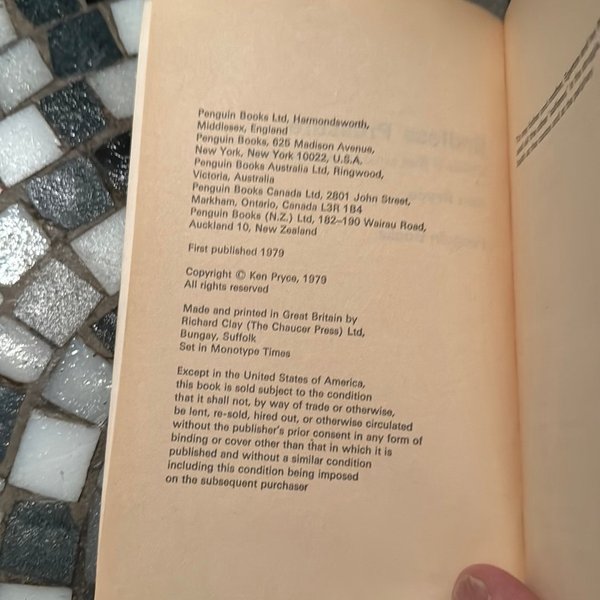 Penguin Books Ltd, Harmondsworth,
Middlesex, England
Penguin Books, 625 Madison Avenue,
New York, New York 10022, U.S.A.
Penguin Books Australia Ltd, Ringwood,
Victoria, Australia
Penguin Books Canada Ltd, 2801 John Street,
Markham, Ontario, Canada L3R 1B4
Penguin Books (N.Z.) Ltd, 182–190 Wairau Road,
Auckland 10, New Zealand
First published 1979
Copyright © Ken Pryce, 1979
All rights reserved
Made and printed in Great Britain by
Richard Clay (The Chaucer Press) Ltd,
Bungay, Suffolk
Set in Monotype Times
Except in the United States of America,
this book is sold subject to the condition
that it shall not, by way of trade or otherwise,
be lent, re-sold, hired out, or otherwise circulated
without the publisher's prior consent in any form of
binding or cover other than that in which it is
published and without a similar condition
including this condition being imposed
on the subsequent purchaser